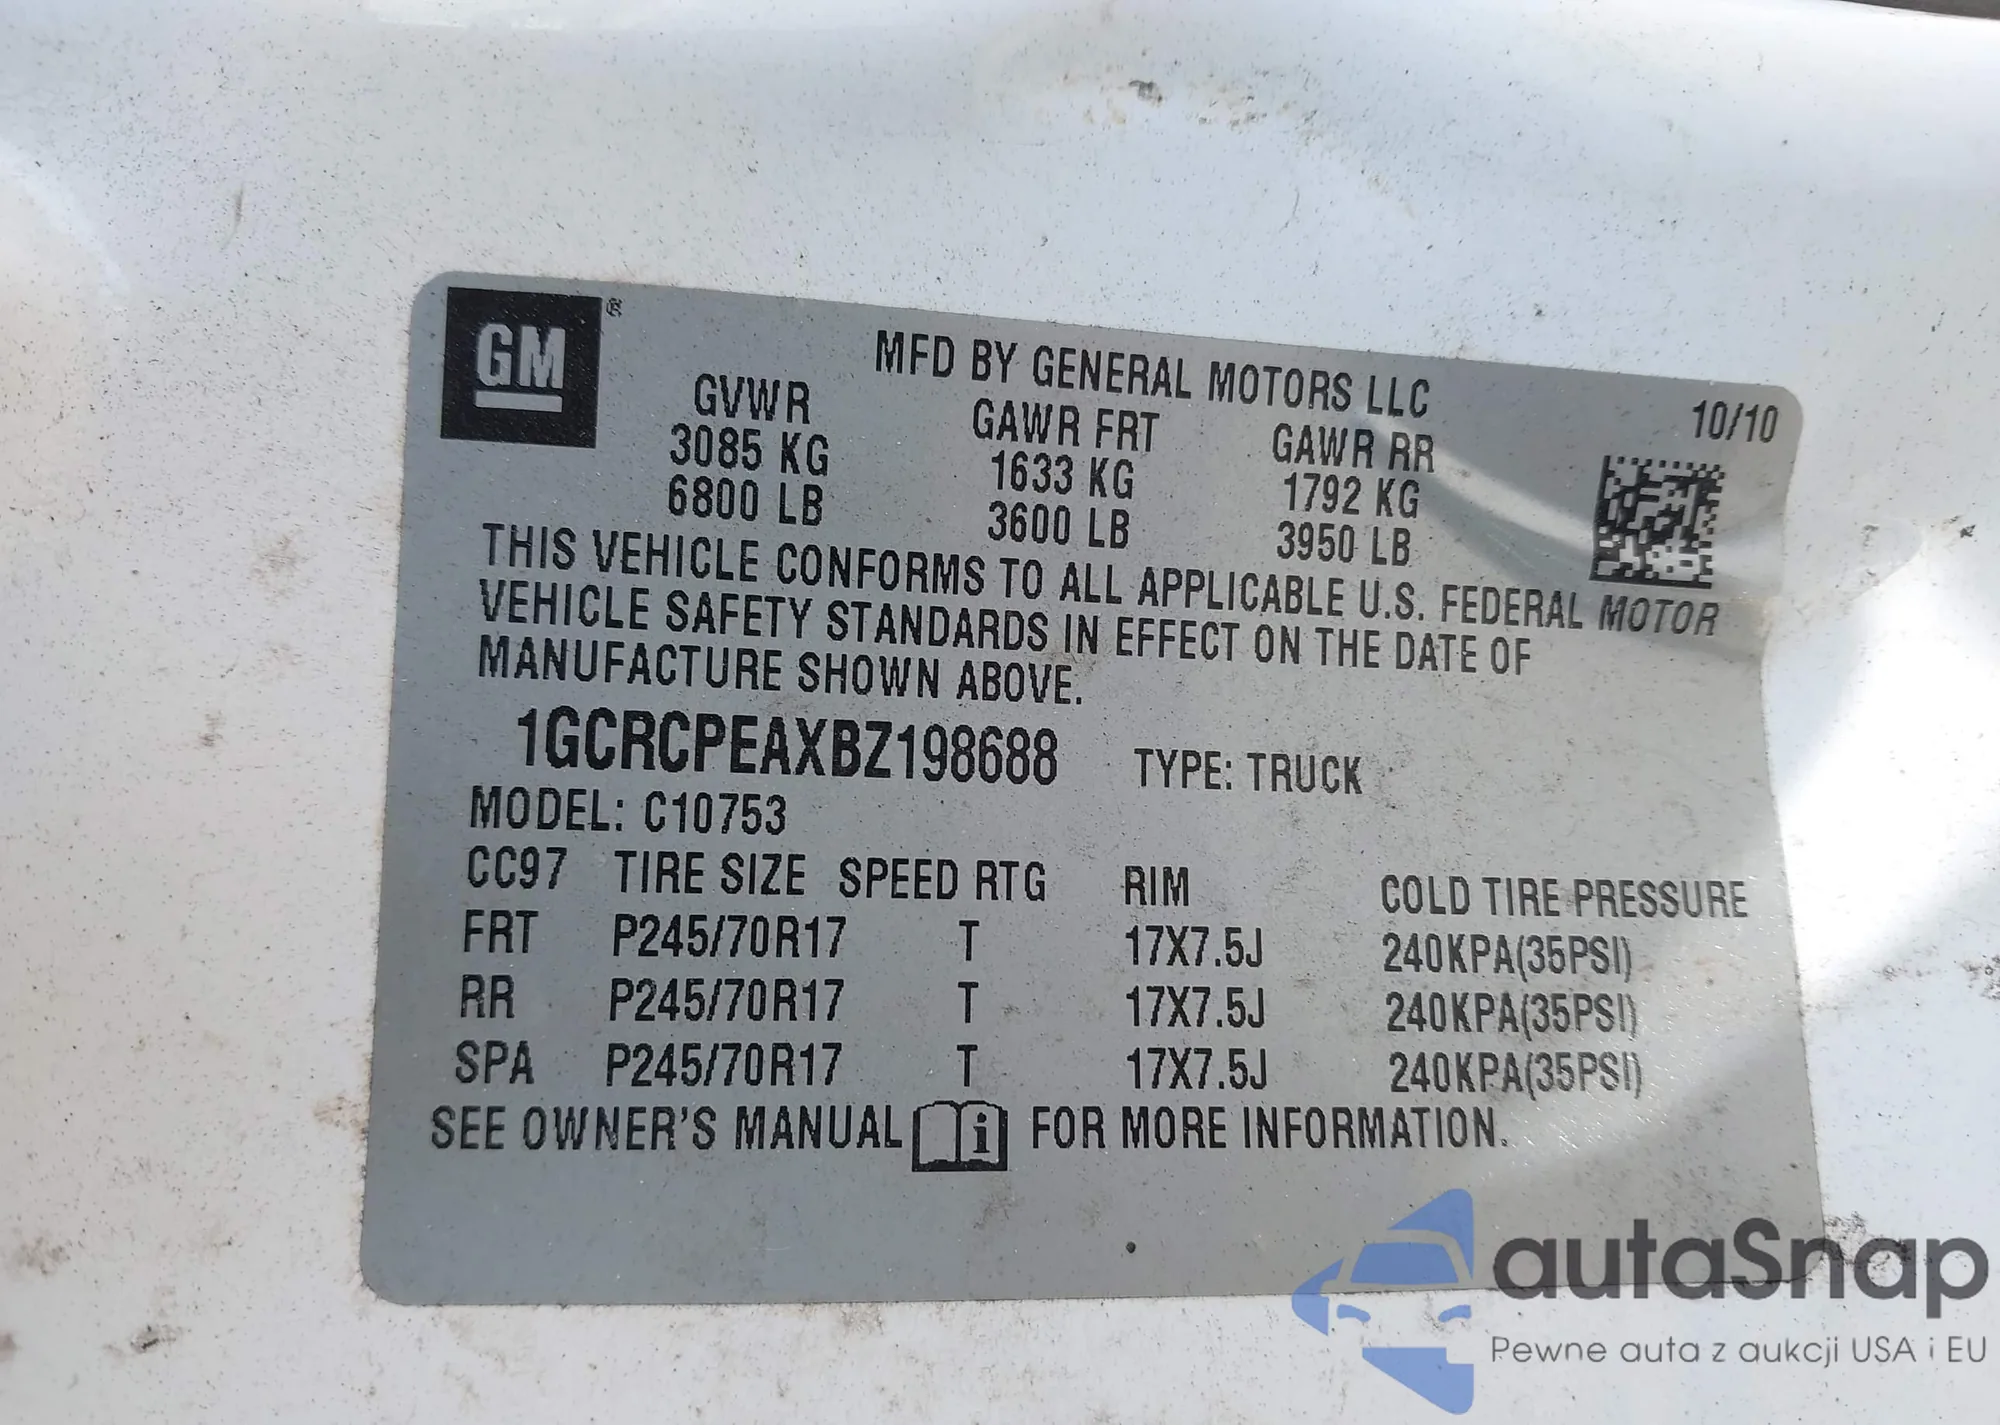 GM ®
MFD BY GENERAL MOTORS LLC
10/10
GVWR GAWR FRT GAWR RR
3085 KG 1633 KG 1792 KG
6800 LB 3600 LB 3950 LB
THIS VEHICLE CONFORMS TO ALL APPLICABLE U.S. FEDERAL MOTOR
VEHICLE SAFETY STANDARDS IN EFFECT ON THE DATE OF
MANUFACTURE SHOWN ABOVE.
1GCRCPEAXBZ198688 TYPE: TRUCK
MODEL: C10753
CC97 TIRE SIZE SPEED RTG RIM COLD TIRE PRESSURE
FRT P245/70R17 T 17X7.5J 240KPA(35PSI)
RR P245/70R17 T 17X7.5J 240KPA(35PSI)
SPA P245/70R17 T 17X7.5J 240KPA(35PSI)
SEE OWNER'S MANUAL i FOR MORE INFORMATION.
autaSnap
Pewne auta z aukcji USA i EU